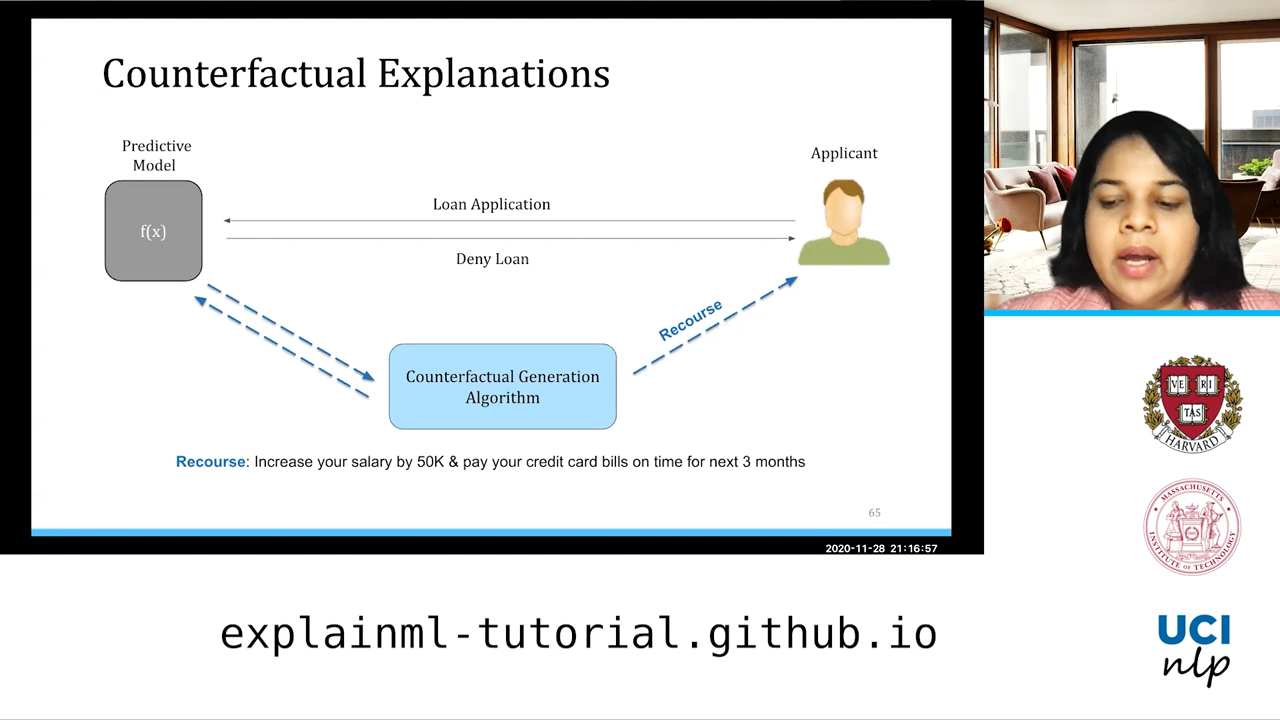 Counterfactual Explanations
Predictive
Model
Applicant
f(x)
Loan Application
Deny Loan
Recourse
Counterfactual Generation
Algorithm
Recourse: Increase your salary by 50K & pay your credit card bills on time for next 3 months
65
2020-11-28 21:16:57
VE RI
TAS
HARVARD
MASSACHUSETTS
INSTITUTE OF TECHNOLOGY
UCI
nlp
explainml-tutorial.github.io